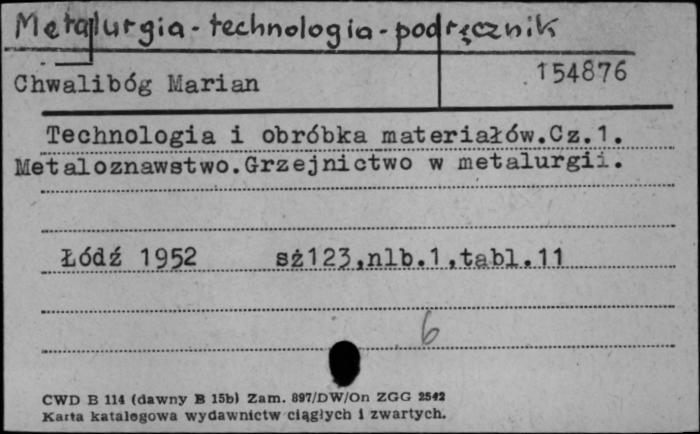 Metalurgia-technologia-podręcznik
Chwalibóg Marian
154876
Technologia i obróbka materiałów.Cz.1.
Metaloznawstwo.Grzejnictwo w metalurgii.
Łódź 1952 sż123,nlb.1,tabl.11
6
CWD B 114 (dawny B 15b) Zam. 897/DW/On ZGG 2542
Karta katalogowa wydawnictw ciągłych i zwartych.